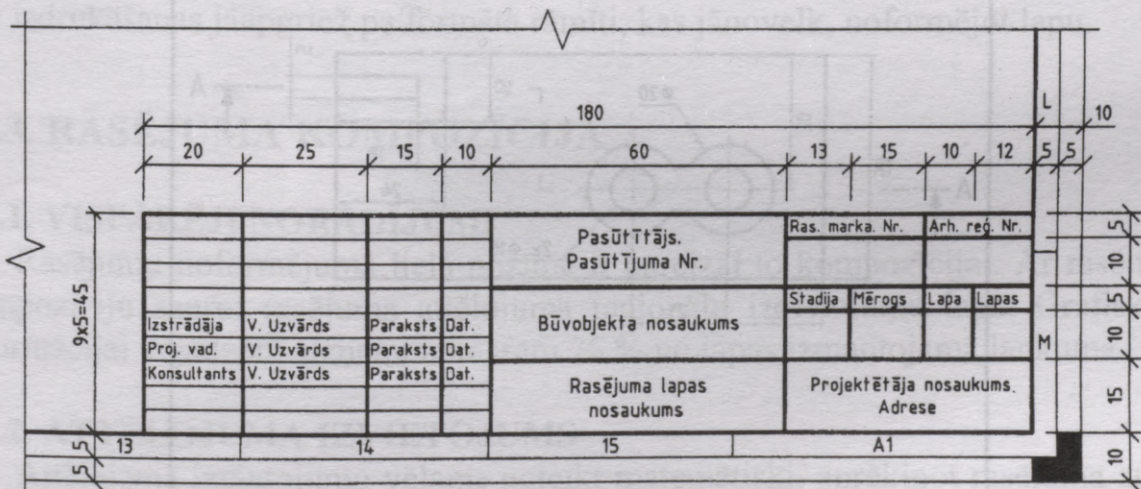 180
L
10
20 25 15 10 60 13 15 10 12 5 5
Pasūtītājs.
Pasūtījuma Nr.
Ras. marka. Nr. Arh. reģ. Nr.
5
10
Stadija Mērogs Lapa Lapas
5
9x5=45
Izstrādāja V. Uzvārds Paraksts Dat.
Būvobjekta nosaukums
10
M
Proj. vad. V. Uzvārds Paraksts Dat.
Konsultants V. Uzvārds Paraksts Dat.
Rasējuma lapas
nosaukums
Projektētāja nosaukums.
Adrese
15
5
13 14 15 A1
5
10